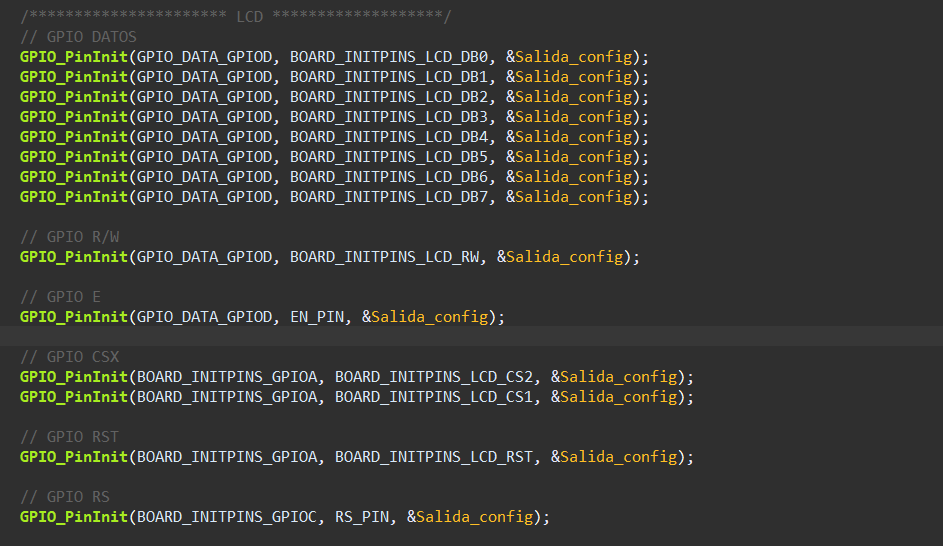 /********************** LCD *******************/
// GPIO DATOS
GPIO_PinInit(GPIO_DATA_GPIOD, BOARD_INITPINS_LCD_DB0, &Salida_config);
GPIO_PinInit(GPIO_DATA_GPIOD, BOARD_INITPINS_LCD_DB1, &Salida_config);
GPIO_PinInit(GPIO_DATA_GPIOD, BOARD_INITPINS_LCD_DB2, &Salida_config);
GPIO_PinInit(GPIO_DATA_GPIOD, BOARD_INITPINS_LCD_DB3, &Salida_config);
GPIO_PinInit(GPIO_DATA_GPIOD, BOARD_INITPINS_LCD_DB4, &Salida_config);
GPIO_PinInit(GPIO_DATA_GPIOD, BOARD_INITPINS_LCD_DB5, &Salida_config);
GPIO_PinInit(GPIO_DATA_GPIOD, BOARD_INITPINS_LCD_DB6, &Salida_config);
GPIO_PinInit(GPIO_DATA_GPIOD, BOARD_INITPINS_LCD_DB7, &Salida_config);
// GPIO R/W
GPIO_PinInit(GPIO_DATA_GPIOD, BOARD_INITPINS_LCD_RW, &Salida_config);
// GPIO E
GPIO_PinInit(GPIO_DATA_GPIOD, EN_PIN, &Salida_config);
// GPIO CSX
GPIO_PinInit(BOARD_INITPINS_GPIOA, BOARD_INITPINS_LCD_CS2, &Salida_config);
GPIO_PinInit(BOARD_INITPINS_GPIOA, BOARD_INITPINS_LCD_CS1, &Salida_config);
// GPIO RST
GPIO_PinInit(BOARD_INITPINS_GPIOA, BOARD_INITPINS_LCD_RST, &Salida_config);
// GPIO RS
GPIO_PinInit(BOARD_INITPINS_GPIOC, RS_PIN, &Salida_config);